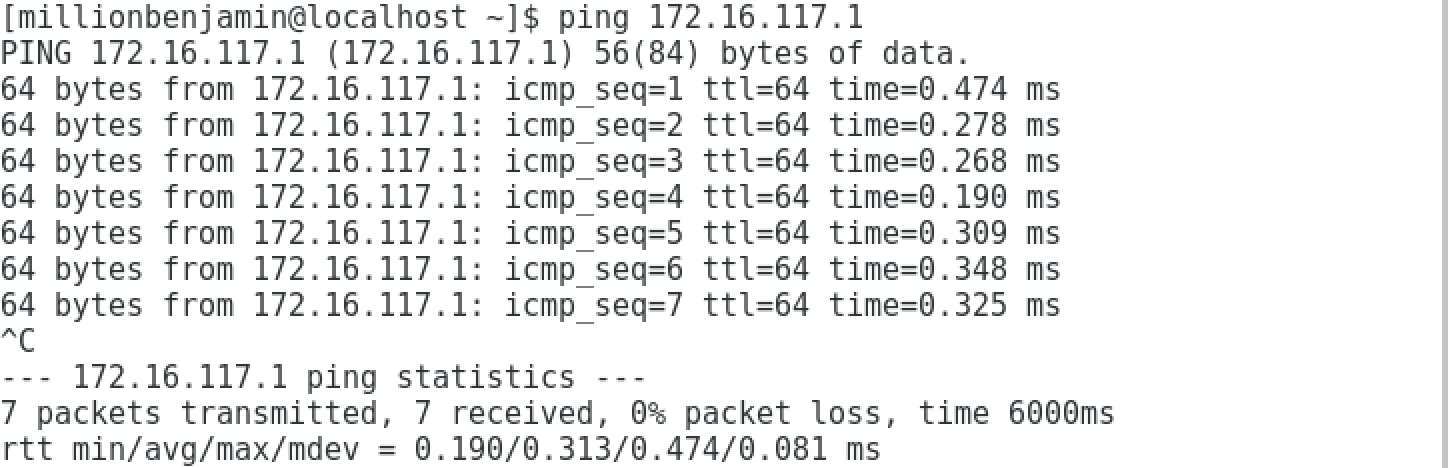 [millionbenjamin@localhost ~]$ ping 172.16.117.1
PING 172.16.117.1 (172.16.117.1) 56(84) bytes of data.
64 bytes from 172.16.117.1: icmp_seq=1 ttl=64 time=0.474 ms
64 bytes from 172.16.117.1: icmp_seq=2 ttl=64 time=0.278 ms
64 bytes from 172.16.117.1: icmp_seq=3 ttl=64 time=0.268 ms
64 bytes from 172.16.117.1: icmp_seq=4 ttl=64 time=0.190 ms
64 bytes from 172.16.117.1: icmp_seq=5 ttl=64 time=0.309 ms
64 bytes from 172.16.117.1: icmp_seq=6 ttl=64 time=0.348 ms
64 bytes from 172.16.117.1: icmp_seq=7 ttl=64 time=0.325 ms
^C
--- 172.16.117.1 ping statistics ---
7 packets transmitted, 7 received, 0% packet loss, time 6000ms
rtt min/avg/max/mdev = 0.190/0.313/0.474/0.081 ms